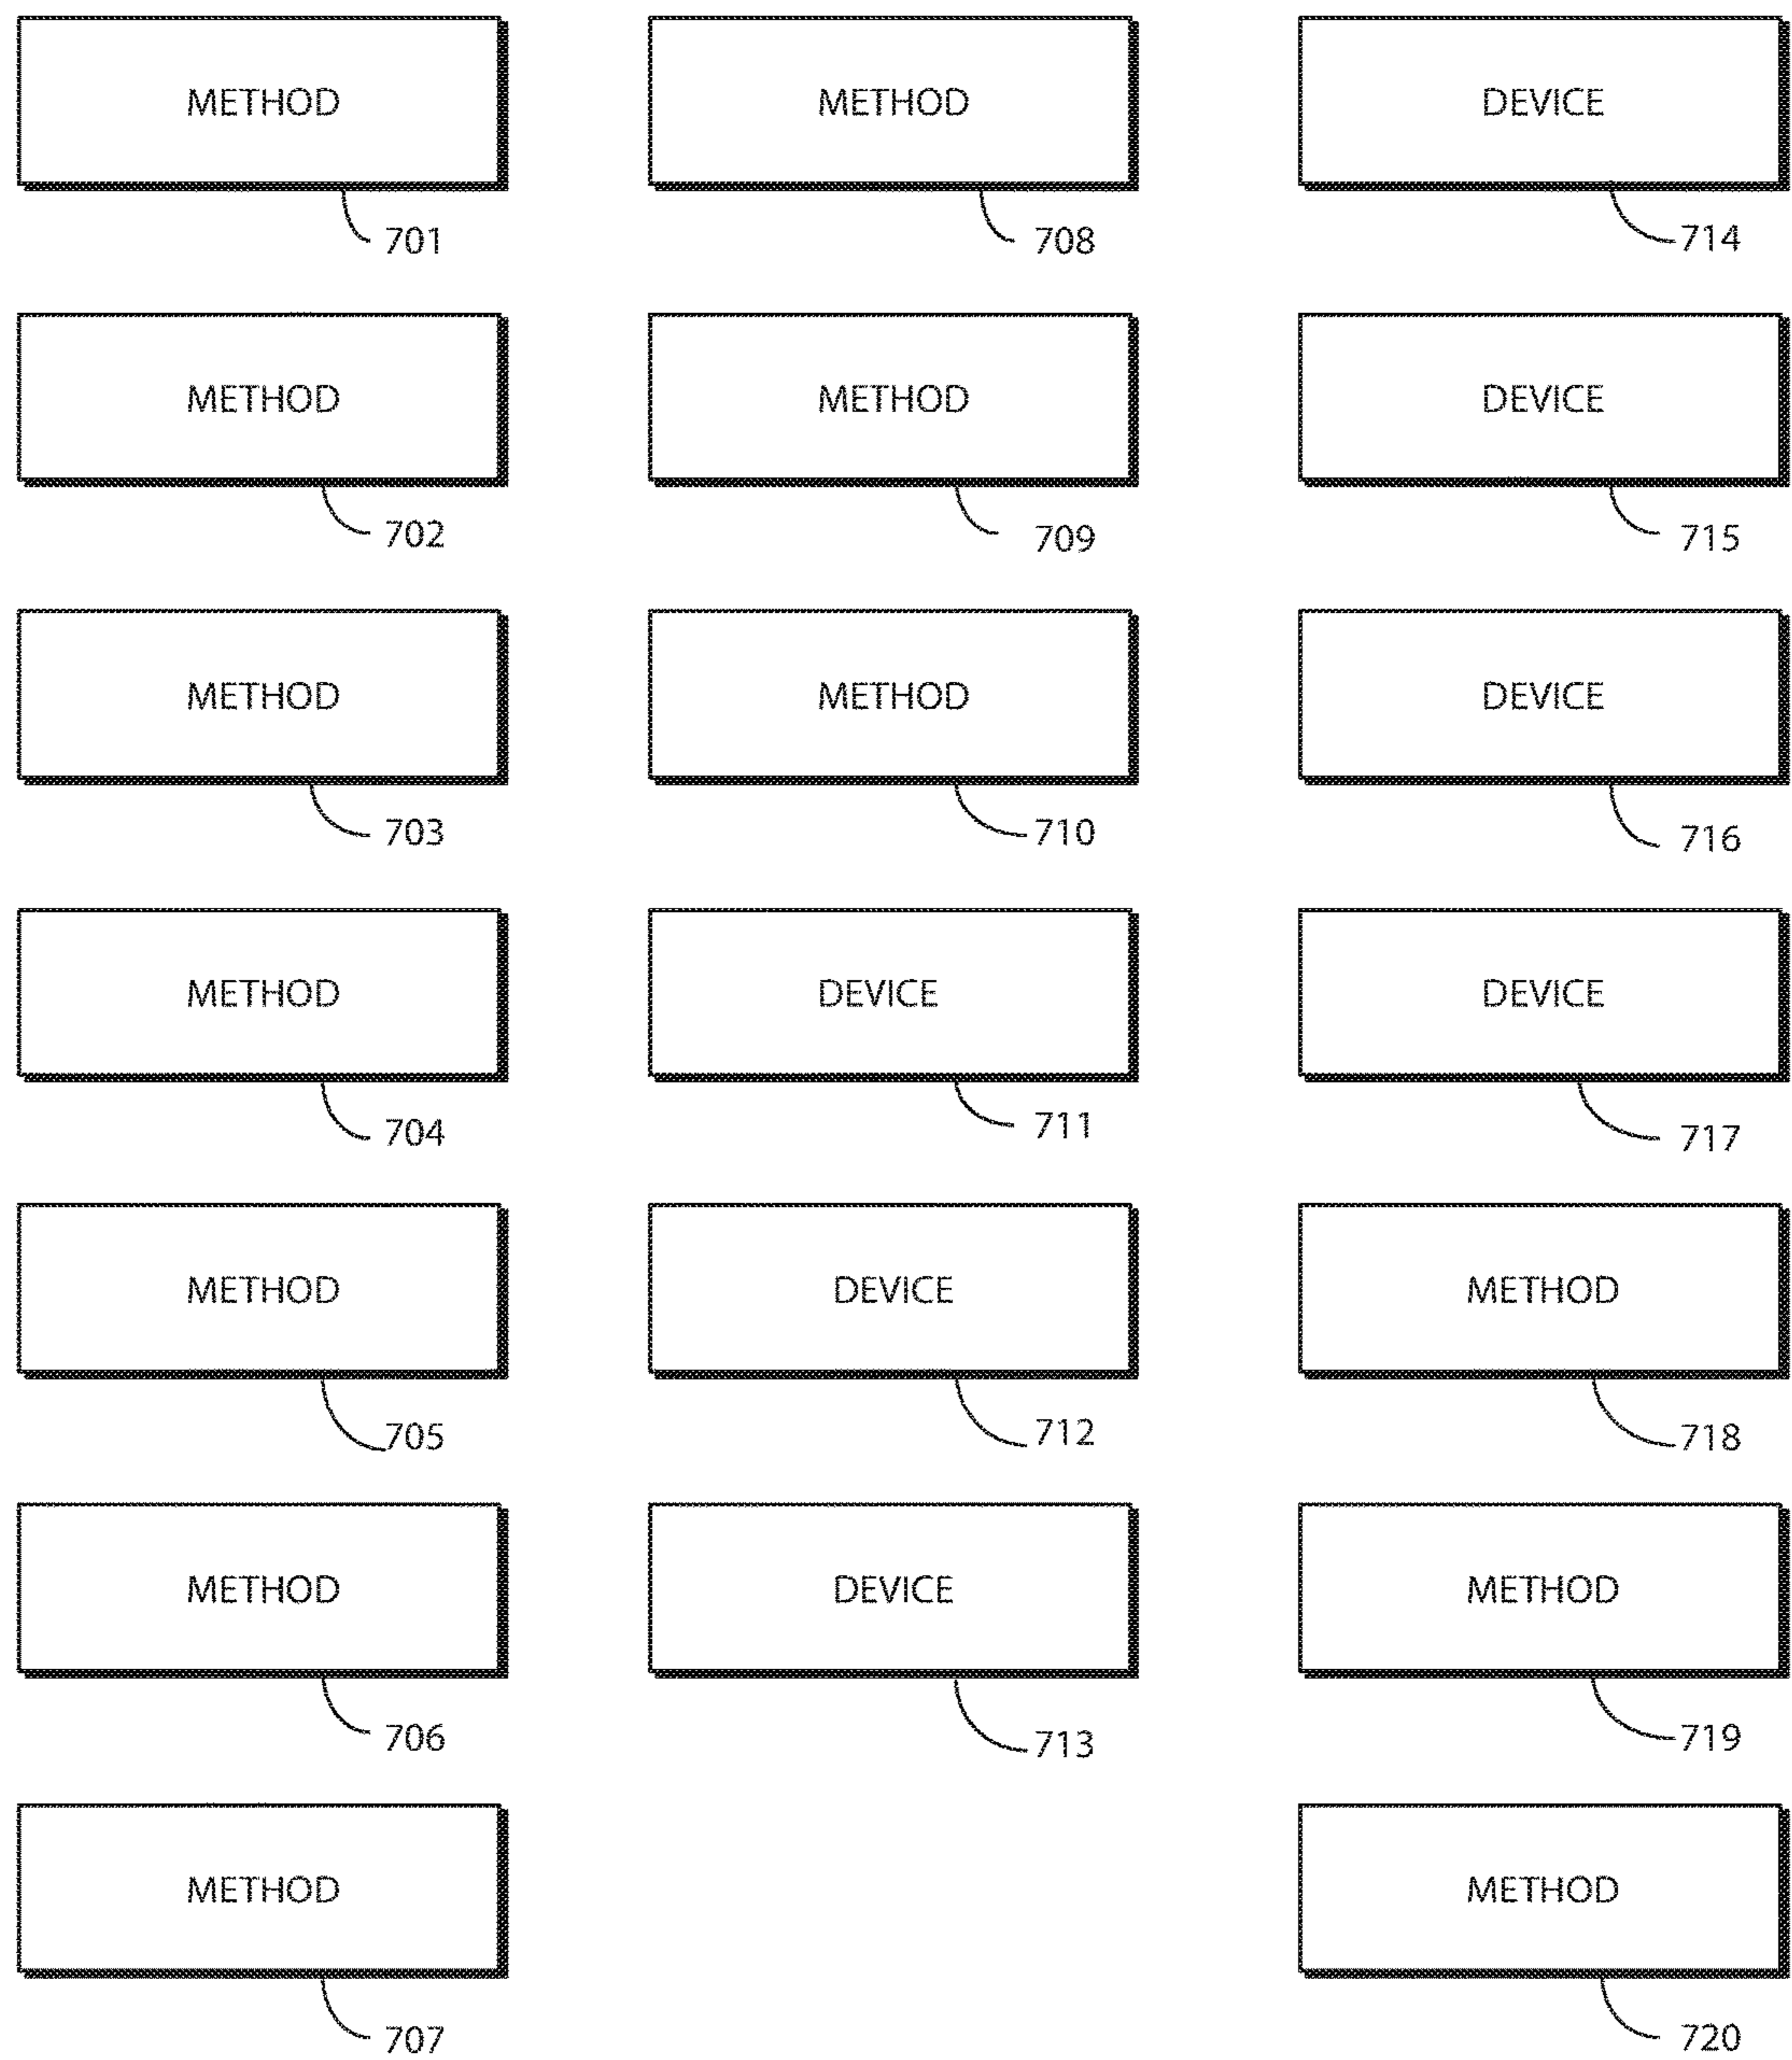 METHOD
701
METHOD
702
METHOD
703
METHOD
704
METHOD
705
METHOD
706
METHOD
707
METHOD
708
METHOD
709
METHOD
710
DEVICE
711
DEVICE
712
DEVICE
713
DEVICE
714
DEVICE
715
DEVICE
716
DEVICE
717
METHOD
718
METHOD
719
METHOD
720